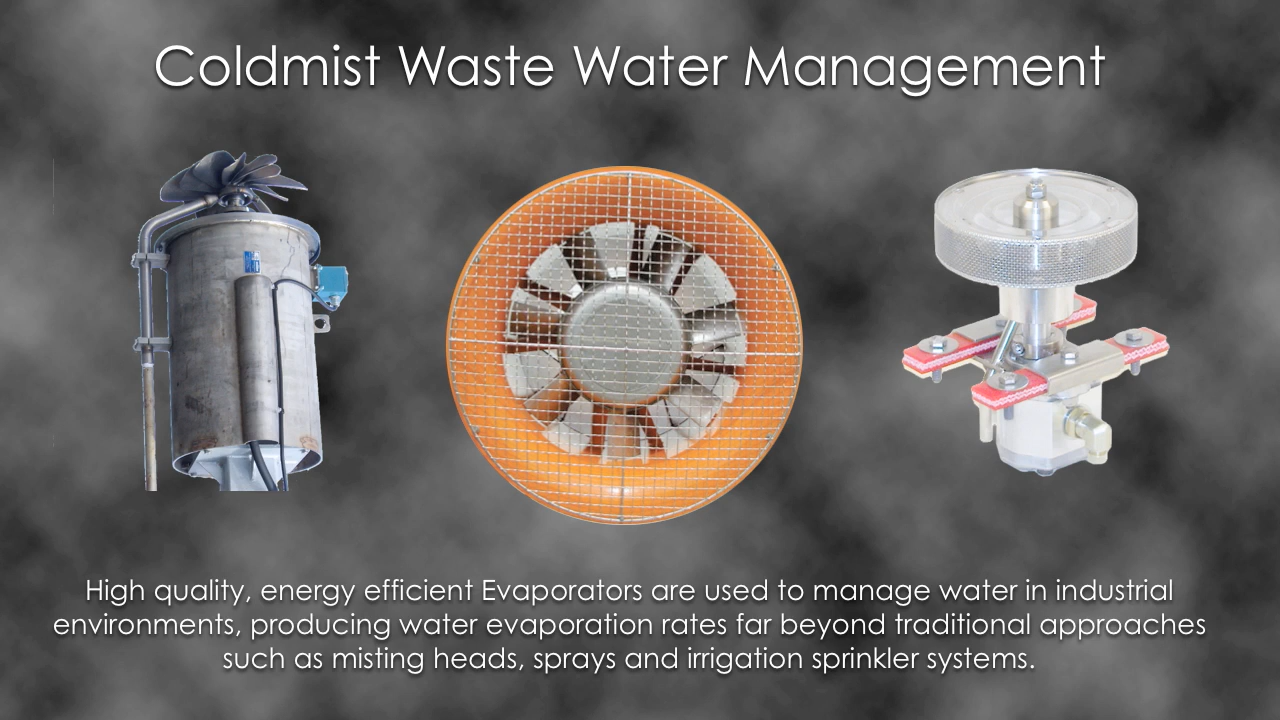 Coldmist Waste Water Management
High quality, energy efficient Evaporators are used to manage water in industrial
environments, producing water evaporation rates far beyond traditional approaches
such as misting heads, sprays and irrigation sprinkler systems.